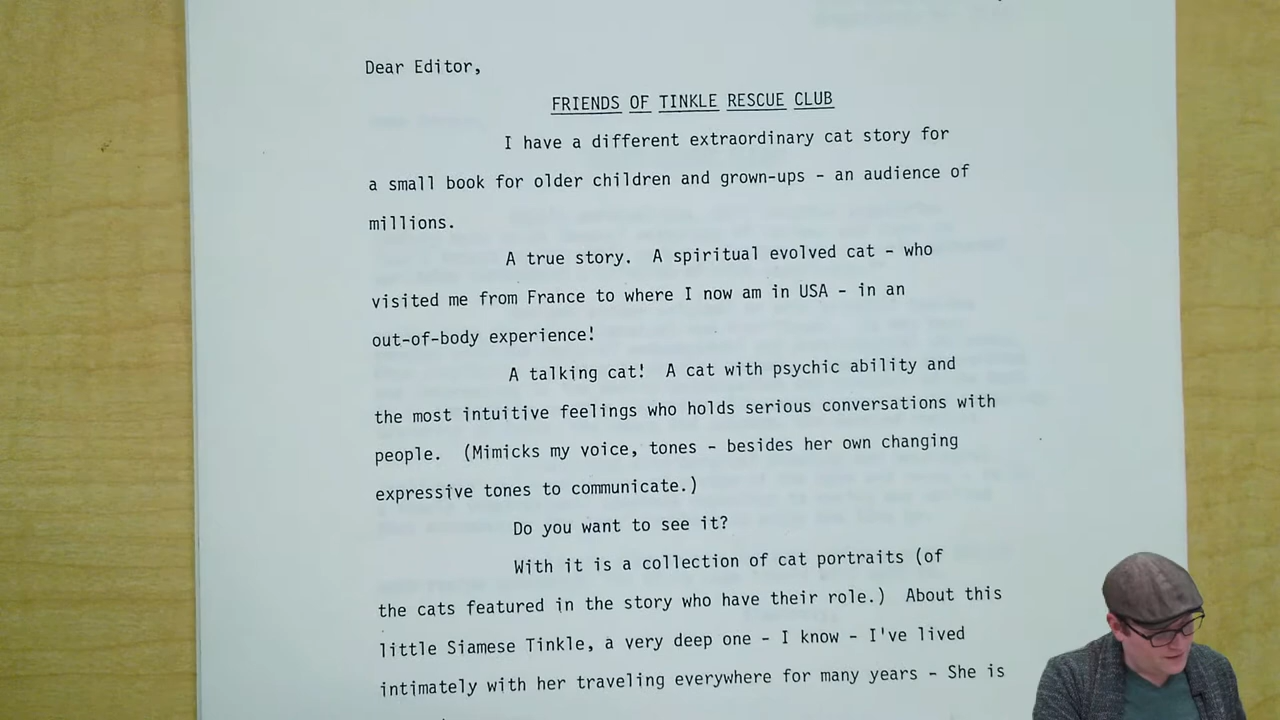 Dear Editor,
FRIENDS OF TINKLE RESCUE CLUB
I have a different extraordinary cat story for
a small book for older children and grown-ups - an audience of
millions.
A true story. A spiritual evolved cat - who
visited me from France to where I now am in USA - in an
out-of-body experience!
A talking cat! A cat with psychic ability and
the most intuitive feelings who holds serious conversations with
people. (Mimicks my voice, tones - besides her own changing
expressive tones to communicate.)
Do you want to see it?
With it is a collection of cat portraits (of
the cats featured in the story who have their role.) About this
little Siamese Tinkle, a very deep one - I know - I've lived
intimately with her traveling everywhere for many years - She is